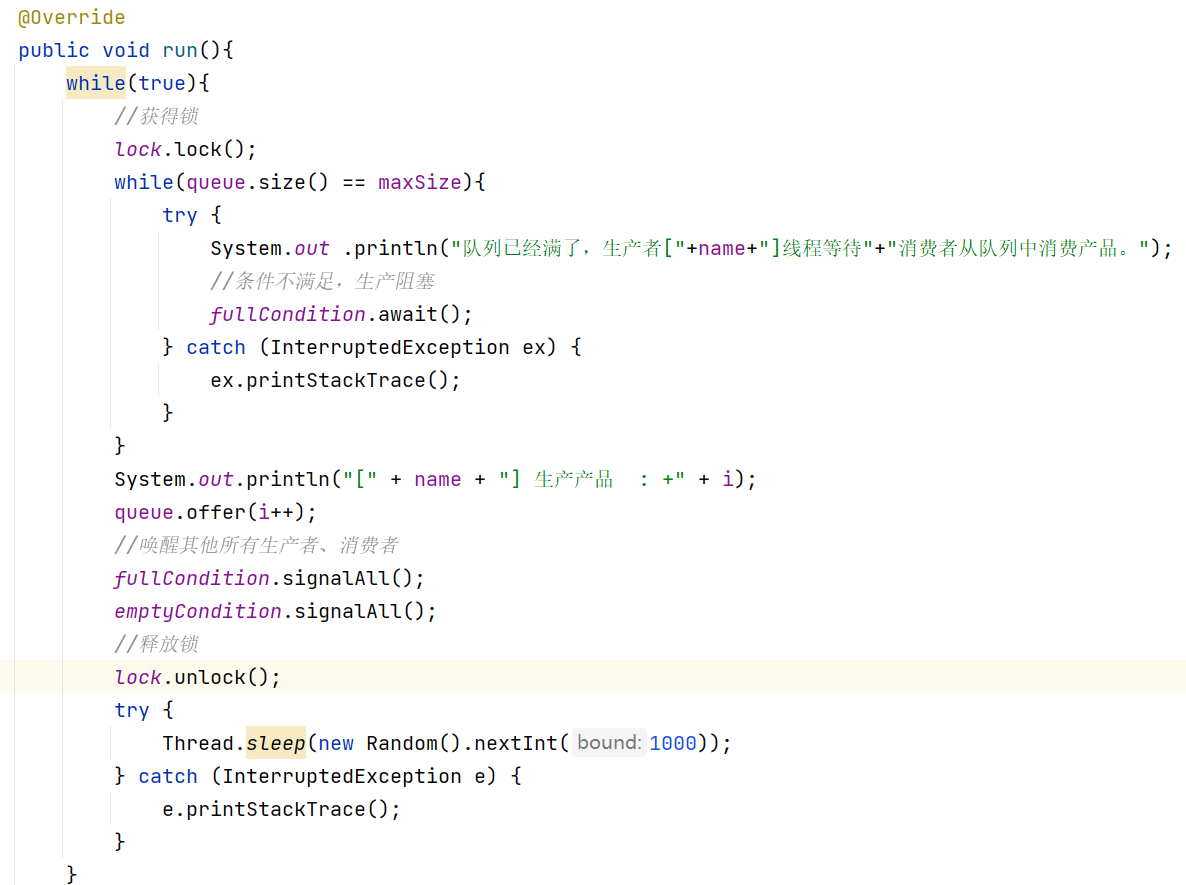 @Override
public void run(){
while(true){
//获得锁
lock.lock();
while(queue.size() == maxSize){
try {
System.out .println("队列已经满了，生产者["+name+"]线程等待"+"消费者从队列中消费产品。");
//条件不满足，生产阻塞
fullCondition.await();
} catch (InterruptedException ex) {
ex.printStackTrace();
}
}
System.out.println("[" + name + "] 生产产品  : +" + i);
queue.offer(i++);
//唤醒其他所有生产者、消费者
fullCondition.signalAll();
emptyCondition.signalAll();
//释放锁
lock.unlock();
try {
Thread.sleep(new Random().nextInt( bound: 1000));
} catch (InterruptedException e) {
e.printStackTrace();
}
}